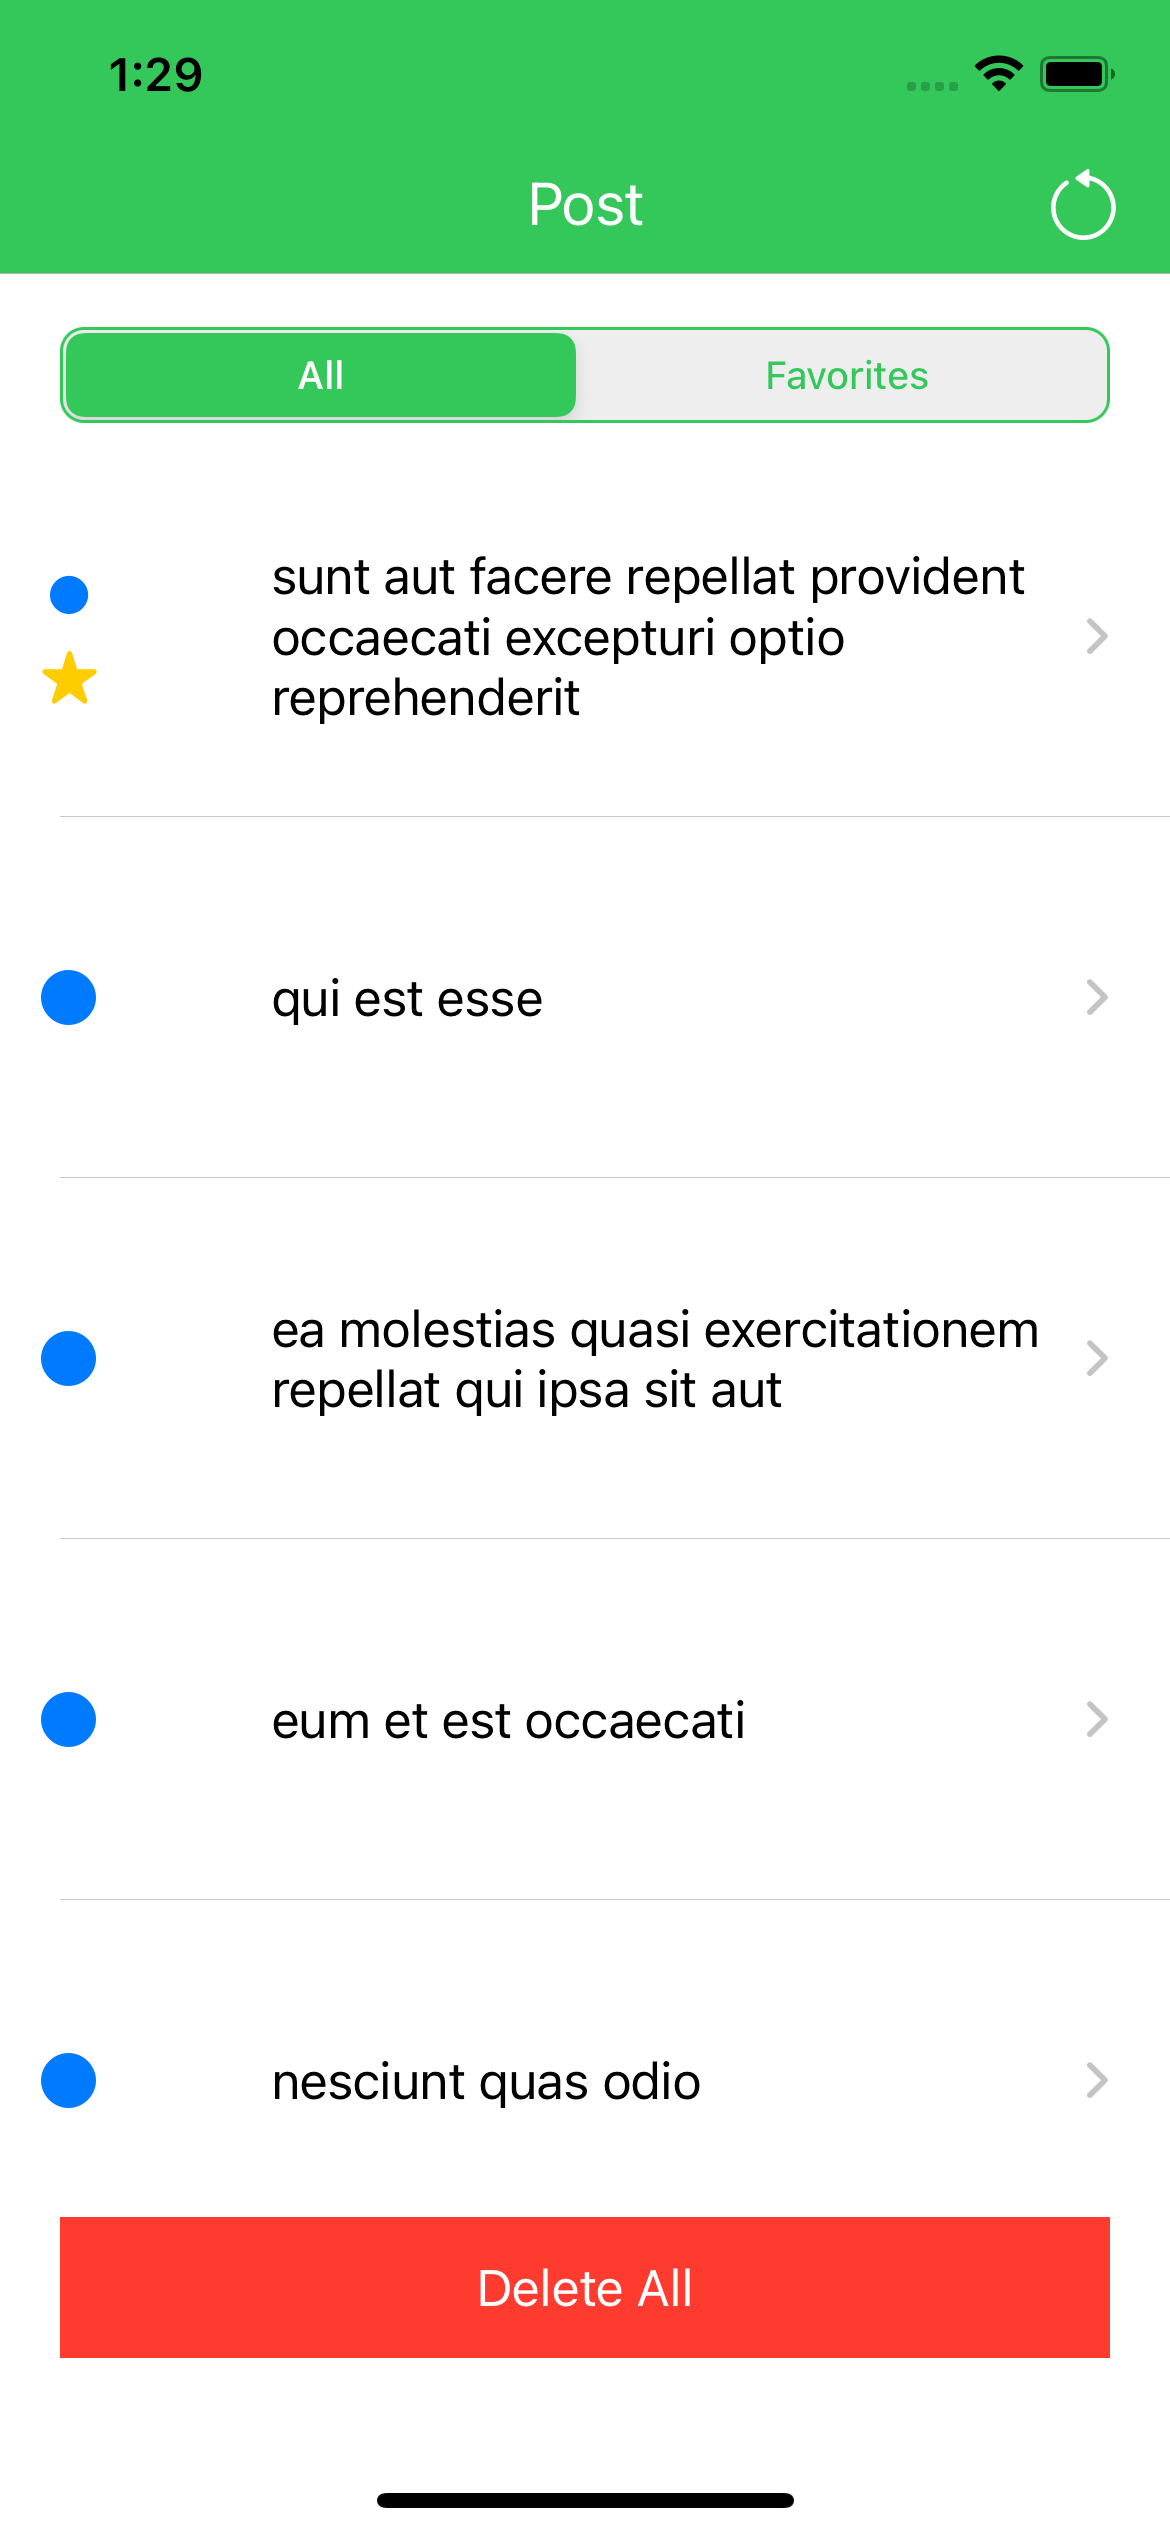 1:29
Post
All
Favorites
sunt aut facere repellat provident
occaecati excepturi optio
reprehenderit
qui est esse
ea molestias quasi exercitationem
repellat qui ipsa sit aut
eum et est occaecati
nesciunt quas odio
Delete All